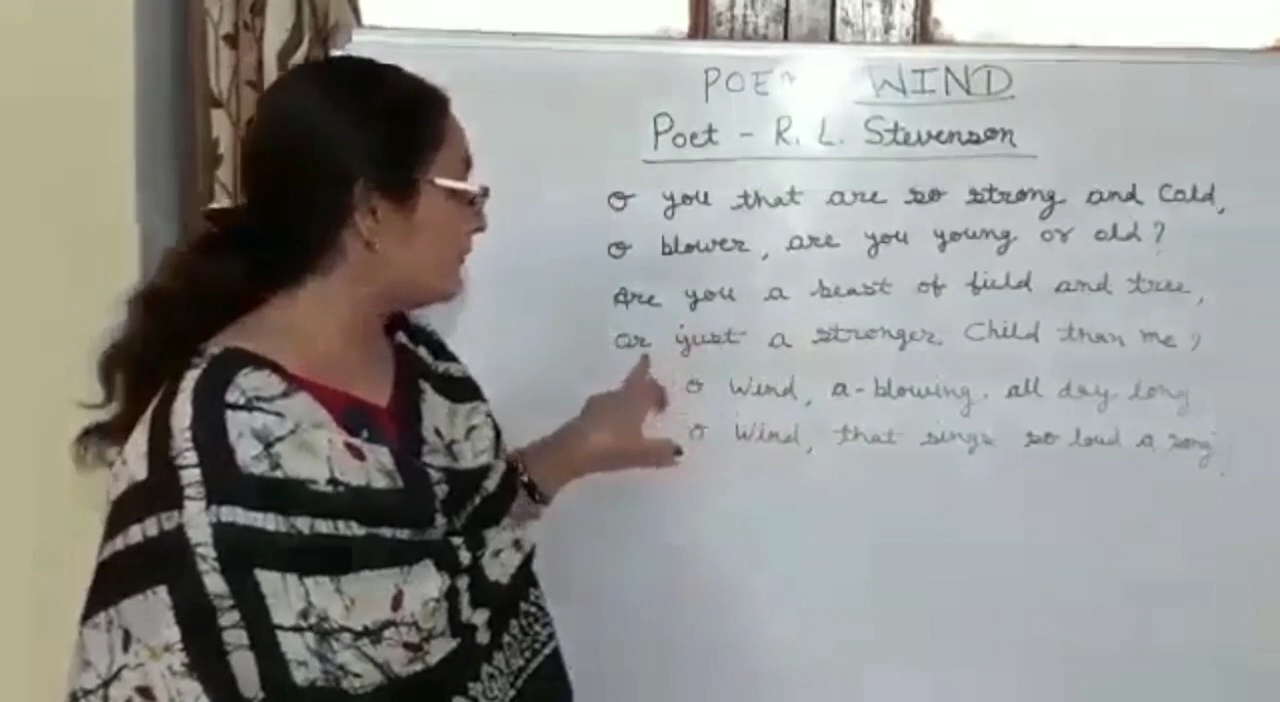 POEM WIND
Poet - R. L. Stevenson
O you that are so strong and Cold,
O blower, are you young or old?
Are you a beast of field and tree,
or just a stronger Child than me?
O Wind, a-blowing all day long
O Wind, that sings so loud a song